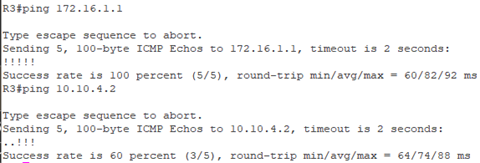 R3#ping 172.16.1.1

Type escape sequence to abort.
Sending 5, 100-byte ICMP Echos to 172.16.1.1, timeout is 2 seconds:
!!!!!
Success rate is 100 percent (5/5), round-trip min/avg/max = 60/82/92 ms
R3#ping 10.10.4.2

Type escape sequence to abort.
Sending 5, 100-byte ICMP Echos to 10.10.4.2, timeout is 2 seconds:
..!!!
Success rate is 60 percent (3/5), round-trip min/avg/max = 64/74/88 ms